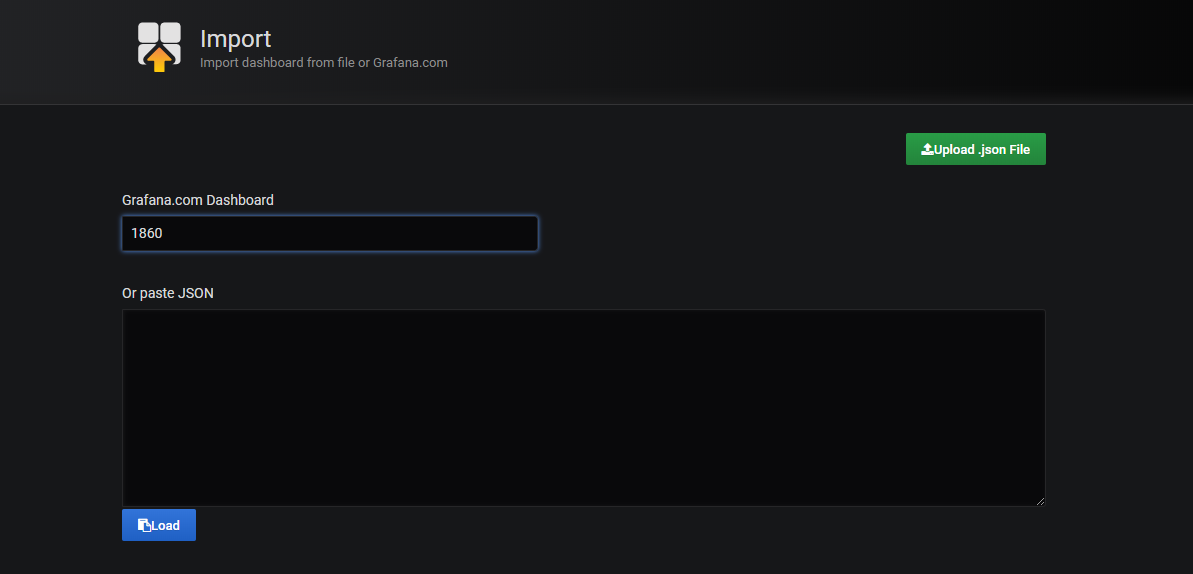 Import
Import dashboard from file or Grafana.com
Upload .json File
Grafana.com Dashboard
1860
Or paste JSON
Load